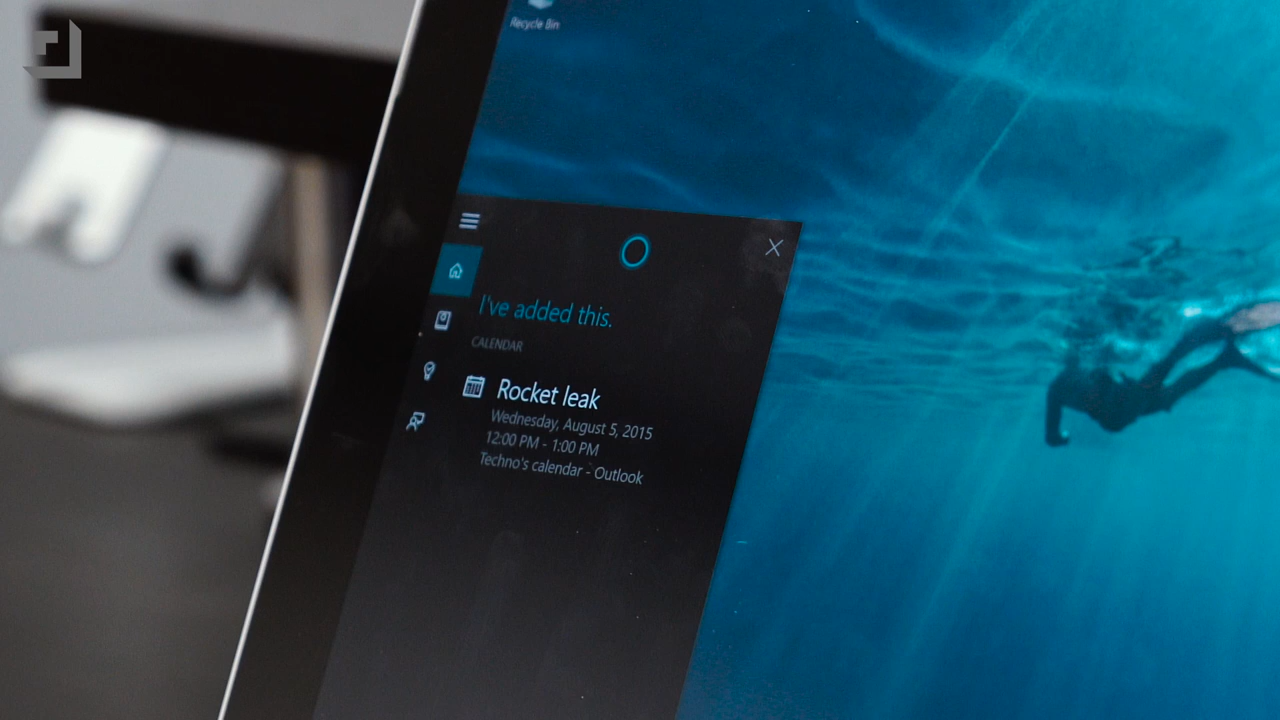 Recycle Bin
I've added this.
CALENDAR
Rocket leak
Wednesday, August 5, 2015
12:00 PM - 1:00 PM
Techno's calendar - Outlook